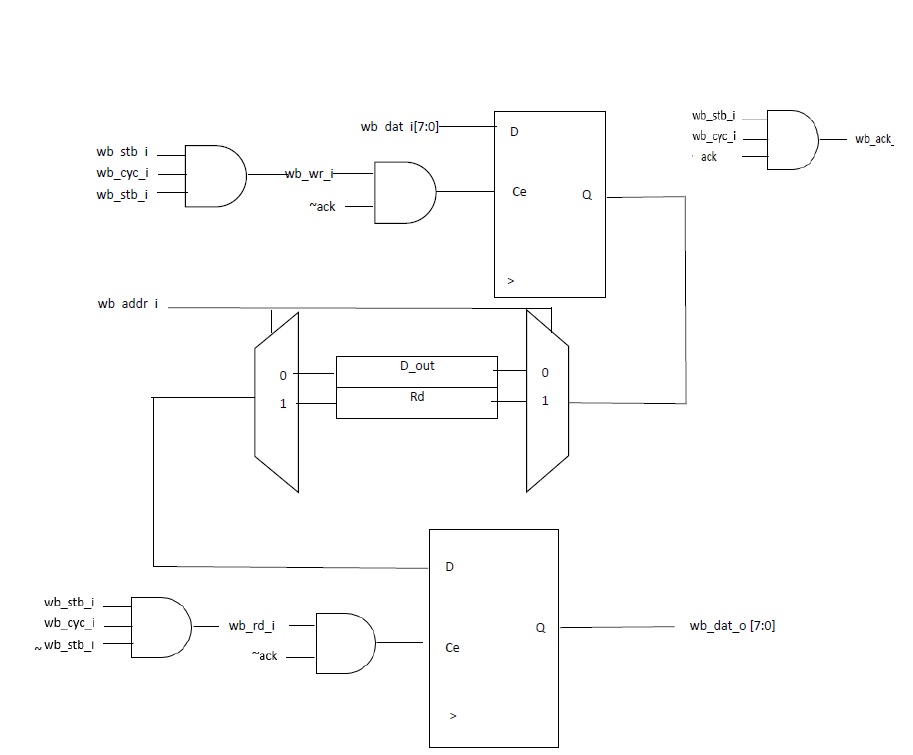 wb_stb_i
wb_dat_i[7:0]
D
wb_cyc_i
wb_ack_
ack
wb_stb_i
wb_cyc_i
wb_wr_i
wb_stb_i
Ce
Q
~ack
>
wb_addr_i
D_out
0
0
Rd
1
1
D
wb_stb_i
wb_cyc_i
wb_rd_i
Q
wb_dat_o [7:0]
~ wb_stb_i
Ce
~ack
>